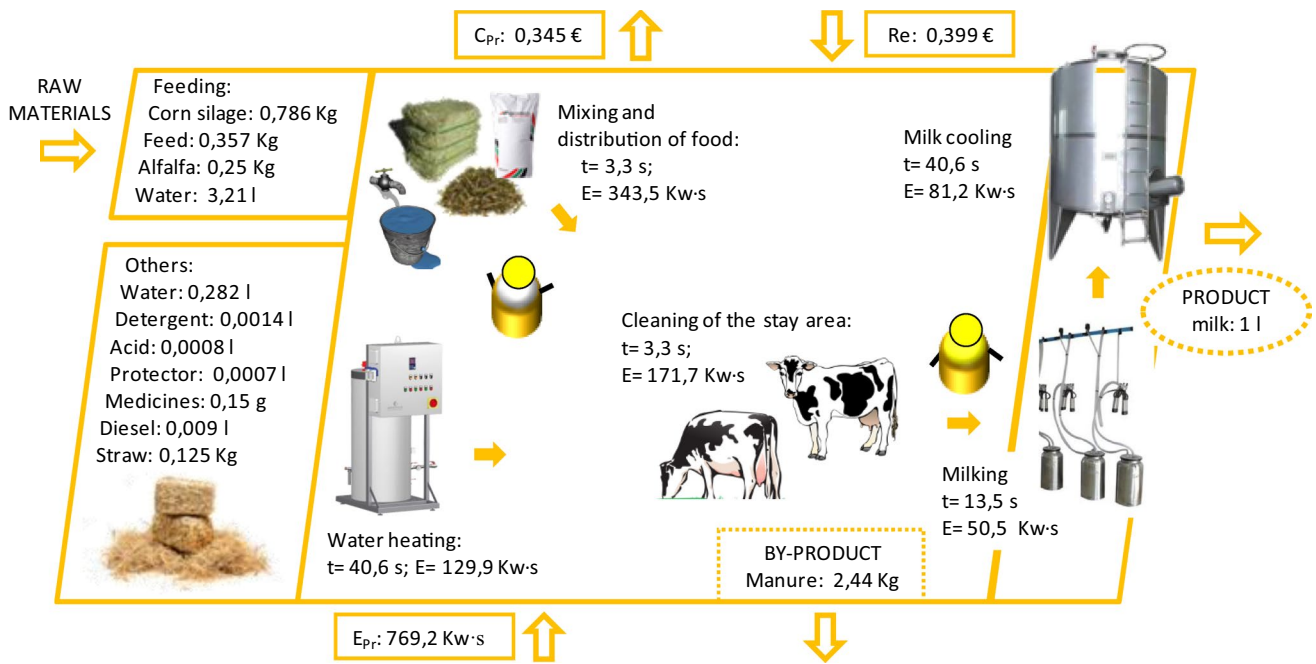 C_Pr: 0,345 €
Re: 0,399 €
RAW
MATERIALS
Feeding:
Corn silage: 0,786 Kg
Feed: 0,357 Kg
Alfalfa: 0,25 Kg
Water: 3,21 l
Mixing and
distribution of food:
t= 3,3 s;
E= 343,5 Kw·s
Milk cooling
t= 40,6 s
E= 81,2 Kw·s
Others:
Water: 0,282 l
Detergent: 0,0014 l
Acid: 0,0008 l
Protector: 0,0007 l
Medicines: 0,15 g
Diesel: 0,009 l
Straw: 0,125 Kg
Cleaning of the stay area:
t= 3,3 s;
E= 171,7 Kw·s
PRODUCT
milk: 1 l
Milking
t= 13,5 s
E= 50,5 Kw·s
Water heating:
t= 40,6 s; E= 129,9 Kw·s
BY-PRODUCT
Manure: 2,44 Kg
E_Pr: 769,2 Kw·s